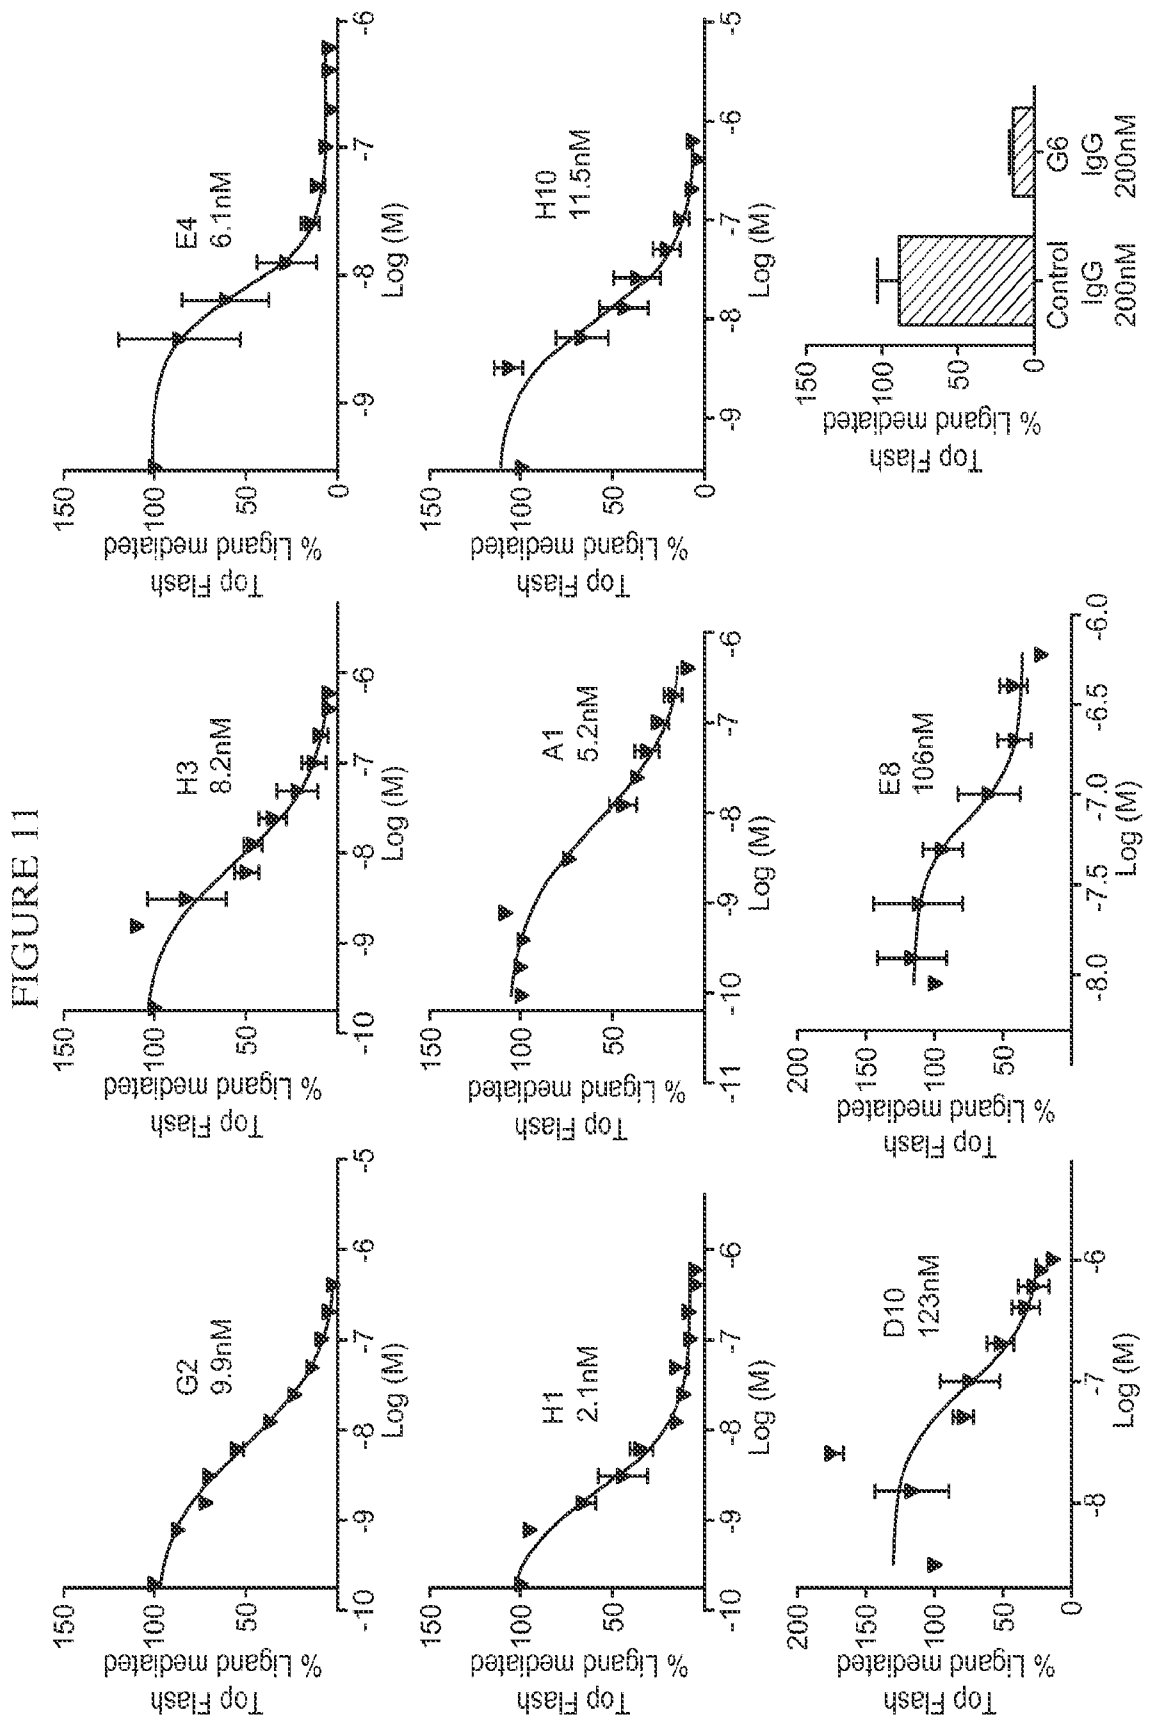 FIGURE 11
Top Flash
% Ligand mediated
150
100
50
G2
9.9nM
-10 -9 -8 -7 -6 -5
Log (M)
Top Flash
% Ligand mediated
150
100
50
H3
8.2nM
-10 -9 -8 -7 -6
Log (M)
Top Flash
% Ligand mediated
150
100
50
0
E4
6.1nM
-9 -8 -7 -6
Log (M)
Top Flash
% Ligand mediated
150
100
50
H1
2.1nM
-10 -9 -8 -7 -6
Log (M)
Top Flash
% Ligand mediated
150
100
50
A1
5.2nM
-11 -10 -9 -8 -7 -6
Log (M)
Top Flash
% Ligand mediated
150
100
50
0
H10
11.5nM
-9 -8 -7 -6 -5
Log (M)
Top Flash
% Ligand mediated
200
150
100
50
0
D10
123nM
-8 -7 -6
Log (M)
Top Flash
% Ligand mediated
200
150
100
50
E8
106nM
-8.0 -7.5 -7.0 -6.5 -6.0
Log (M)
Top Flash
% Ligand mediated
150
100
50
0
Control G6
IgG IgG
200nM 200nM